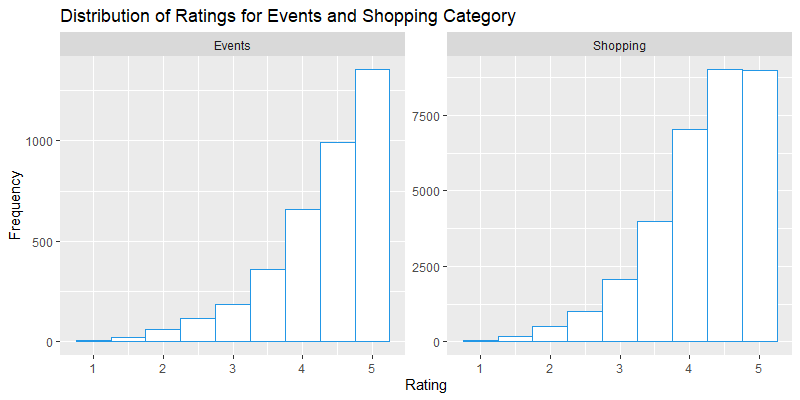 Distribution of Ratings for Events and Shopping Category
Events
Shopping
Frequency
1000
500
0
7500
5000
2500
0
1 2 3 4 5
1 2 3 4 5
Rating